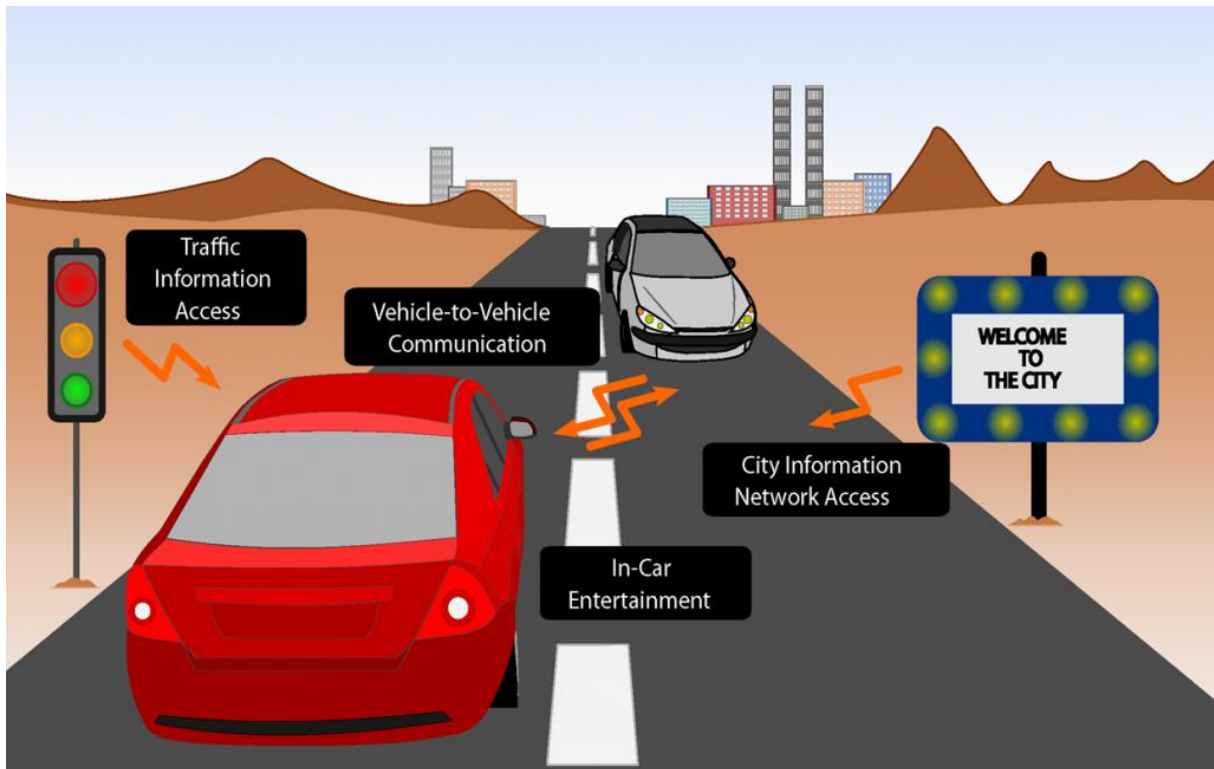 Traffic
Information
Access
Vehicle-to-Vehicle
Communication
WELCOME
TO
THE CITY
City Information
Network Access
In-Car
Entertainment